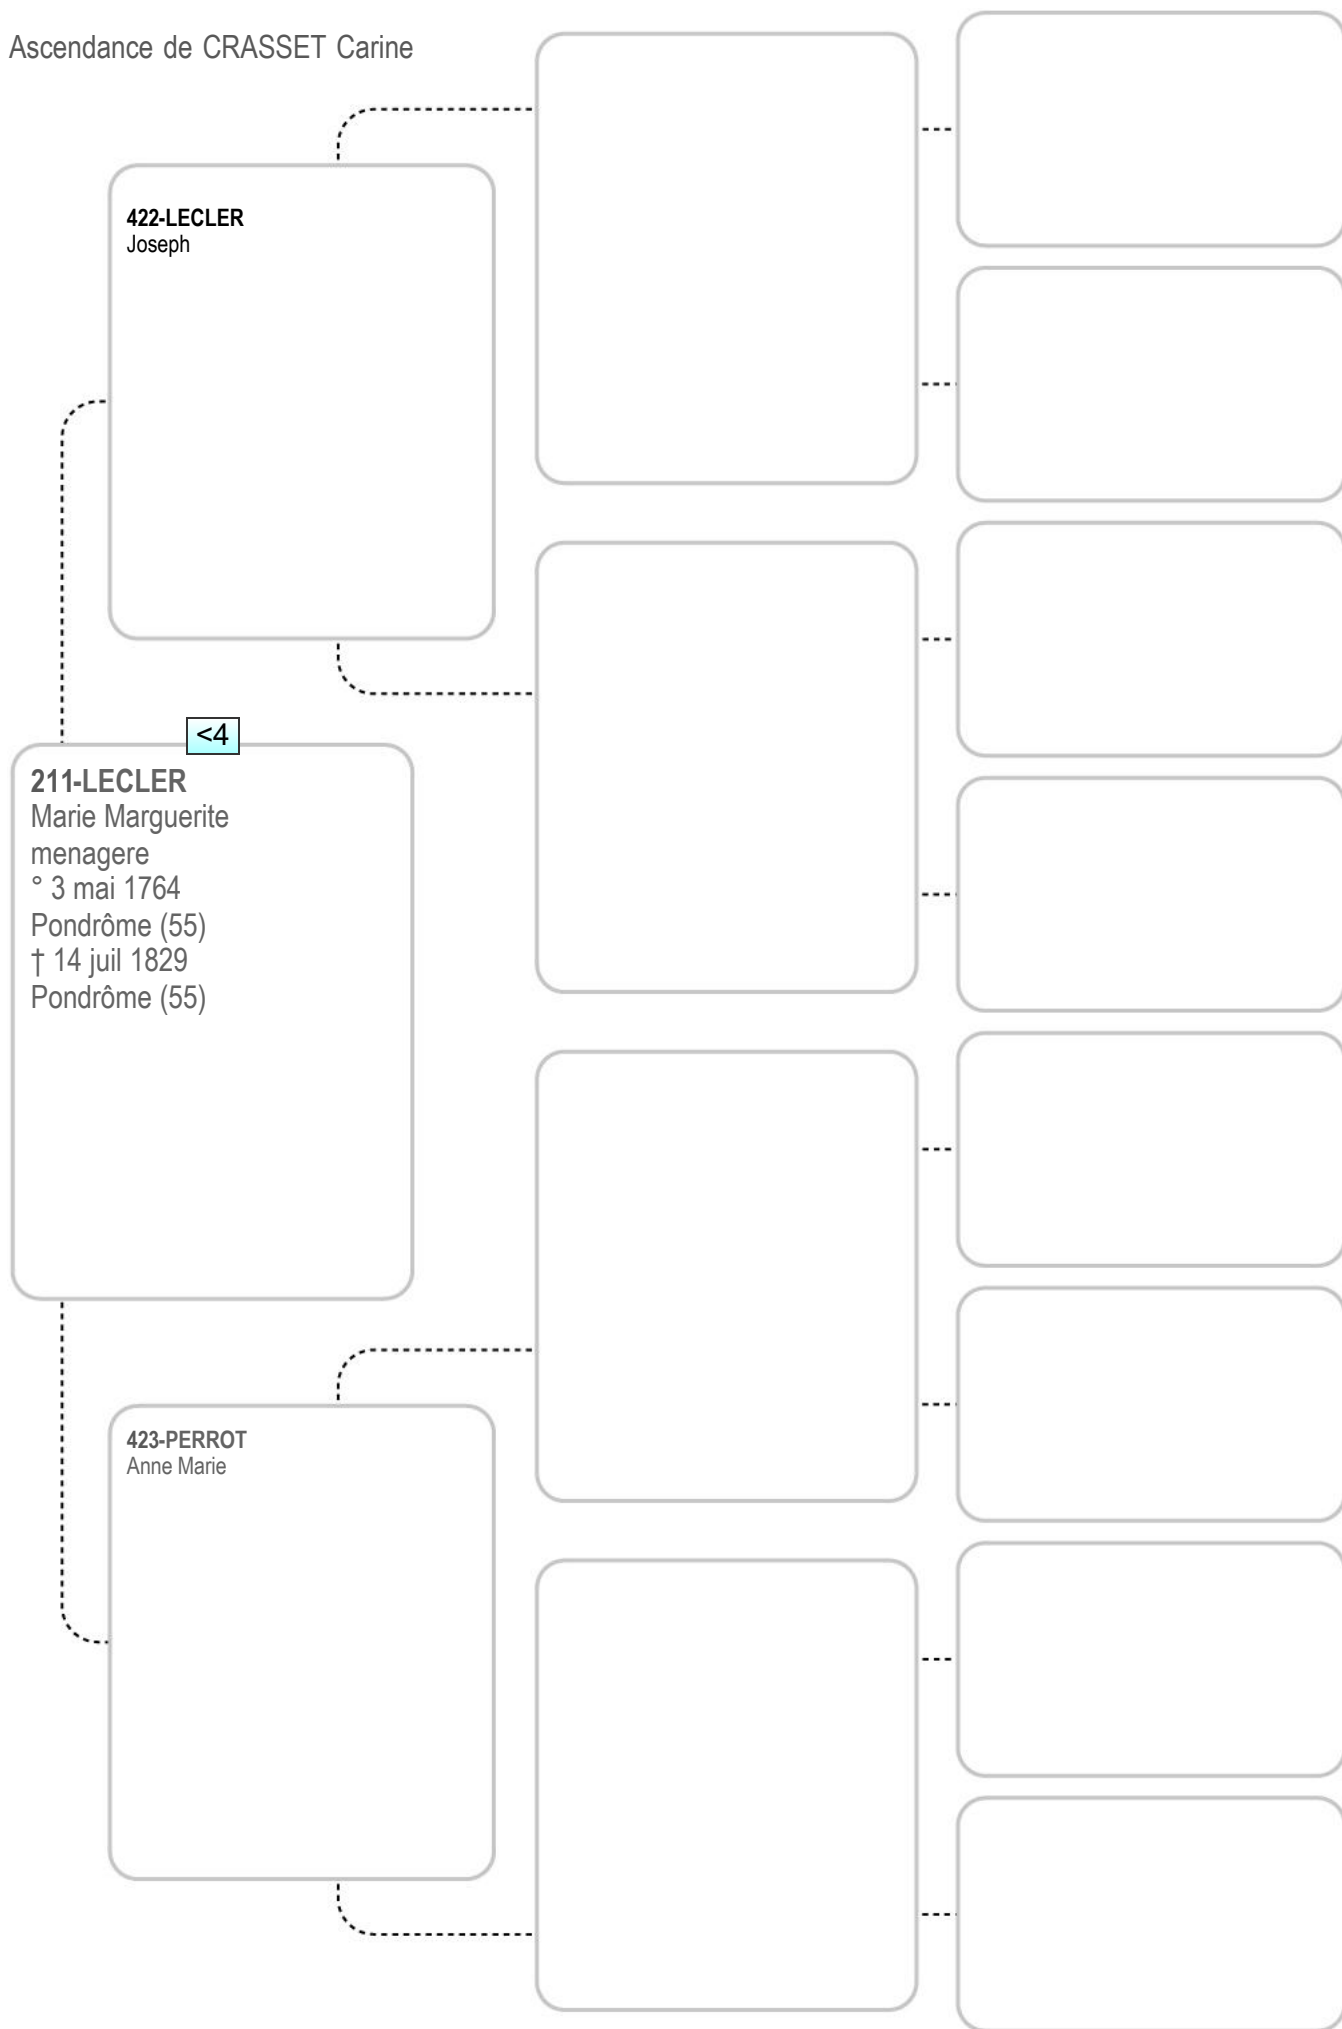 Ascendance de CRASSET Carine
422-LECLER
Joseph
<4
211-LECLER
Marie Marguerite
menagere
° 3 mai 1764
Pondrôme (55)
† 14 juil 1829
Pondrôme (55)
423-PERROT
Anne Marie